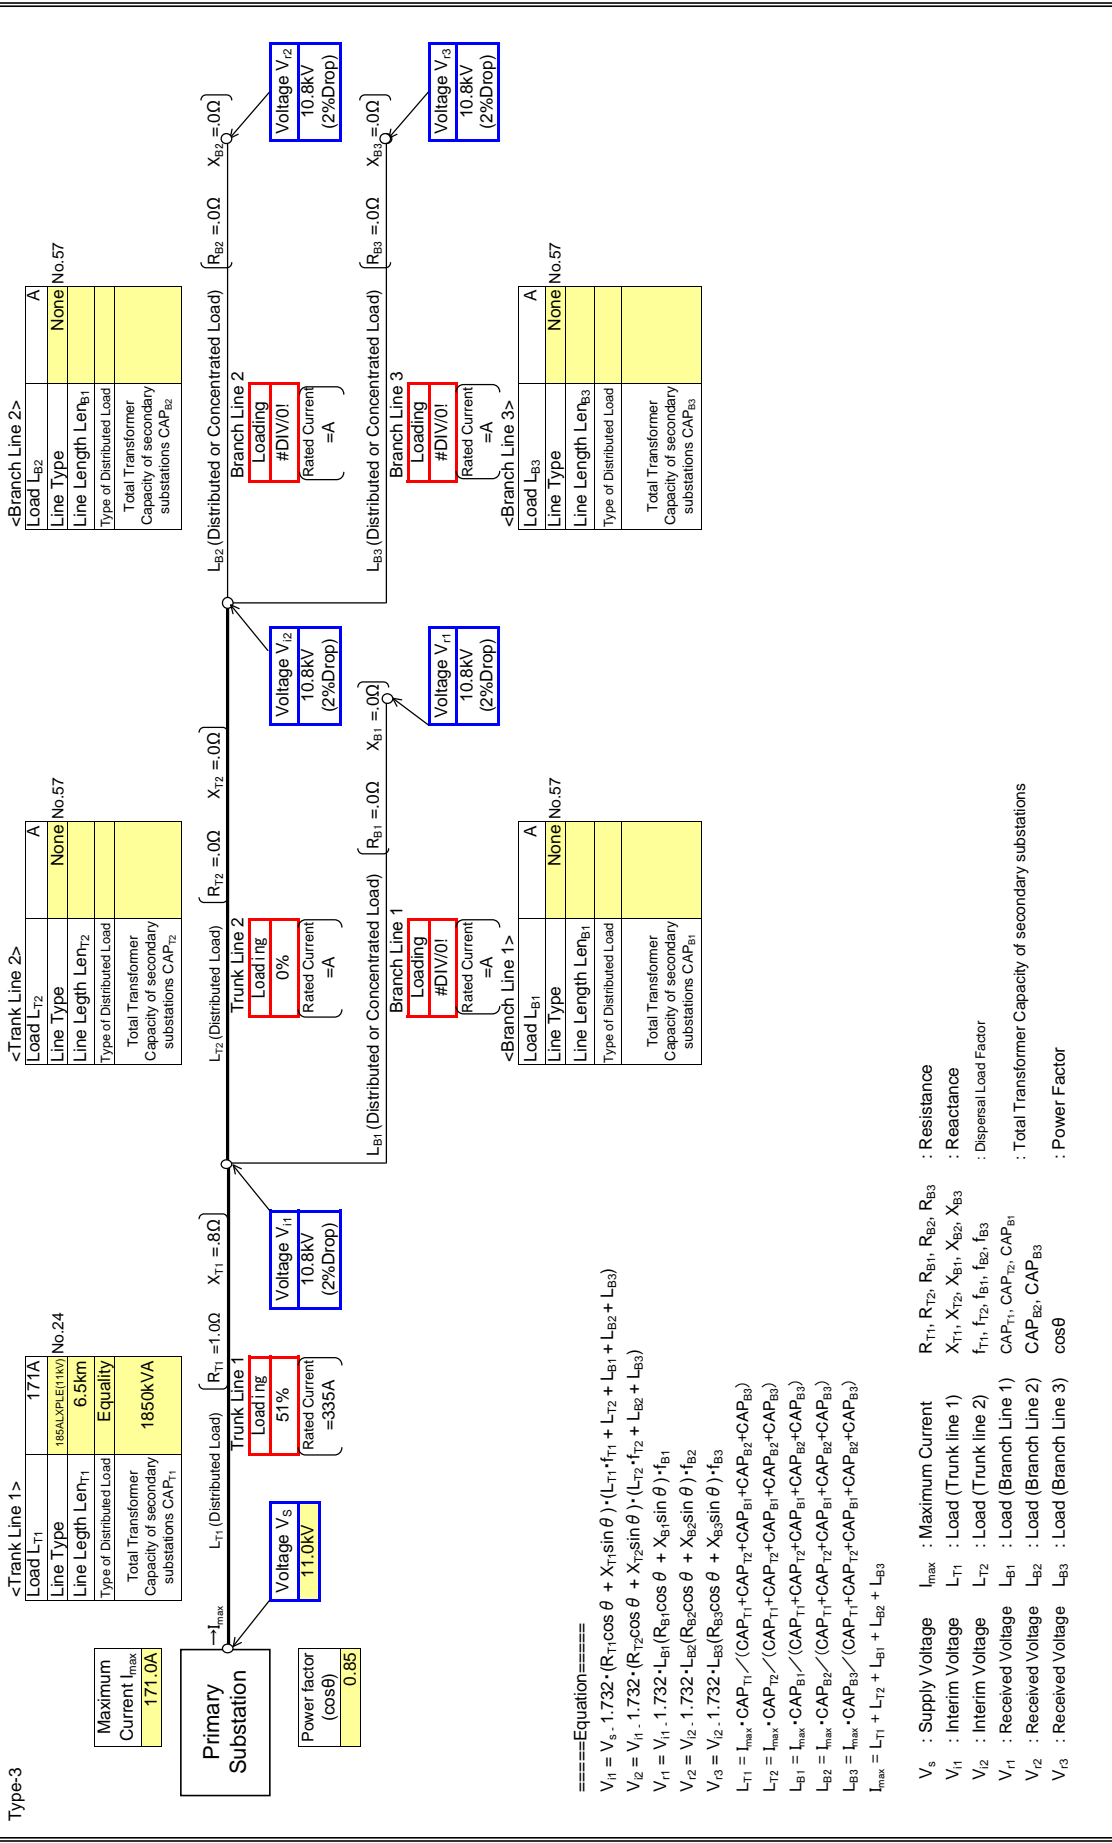 Type-3
Maximum
Current Imax
171.0A
Primary
Substation
Power factor
(cosθ)
0.85
→Imax
Voltage VS
11.0kV
<Trank Line 1>
Load LT1 171A
Line Type 185ALXPLE(11kV) No.24
Line Legth LenT1 6.5km
Type of Distributed Load Equality
Total Transformer
Capacity of secondary
substations CAPT1
1850kVA
LT1 (Distributed Load) RT1 =1.0Ω XT1 =.8Ω
Trunk Line 1
Loading
51%
Rated Current
=335A
Voltage Vi1
10.8kV
(2%Drop)
<Trank Line 2>
Load LT2 A
Line Type None No.57
Line Length LenT2
Type of Distributed Load
Total Transformer
Capacity of secondary
substations CAPT2
LT2 (Distributed Load) RT2 =.0Ω XT2 =.0Ω
Trunk Line 2
Loading
0%
Rated Current
=A
Voltage Vi2
10.8kV
(2%Drop)
LB1 (Distributed or Concentrated Load) RB1 =.0Ω XB1 =.0Ω
Branch Line 1
Loading
#DIV/0!
Rated Current
=A
Voltage Vr1
10.8kV
(2%Drop)
<Branch Line 1>
Load LB1 A
Line Type None No.57
Line Length LenB1
Type of Distributed Load
Total Transformer
Capacity of secondary
substations CAPB1
<Branch Line 2>
Load LB2 A
Line Type None No.57
Line Length LenB1
Type of Distributed Load
Total Transformer
Capacity of secondary
substations CAPB2
LB2 (Distributed or Concentrated Load) RB2 =.0Ω XB2 =.0Ω
Branch Line 2
Loading
#DIV/0!
Rated Current
=A
Voltage Vr2
10.8kV
(2%Drop)
LB3 (Distributed or Concentrated Load) RB3 =.0Ω XB3 =.0Ω
Branch Line 3
Loading
#DIV/0!
Rated Current
=A
Voltage Vr3
10.8kV
(2%Drop)
<Branch Line 3>
Load LB3 A
Line Type None No.57
Line Length LenB3
Type of Distributed Load
Total Transformer
Capacity of secondary
substations CAPB3
=====Equation=====
Vi1 = Vs - 1.732・(RT1cos θ + XT1sin θ)・(LT1・fT1 + LT2 + LB1 + LB2 + LB3)
Vi2 = Vi1 - 1.732・(RT2cos θ + XT2sin θ)・(LT2・fT2 + LB2 + LB3)
Vr1 = Vi1 - 1.732・LB1(RB1cos θ + XB1sin θ)・fB1
Vr2 = Vi2 - 1.732・LB2(RB2cos θ + XB2sin θ)・fB2
Vr3 = Vi2 - 1.732・LB3(RB3cos θ + XB3sin θ)・fB3
LT1 = Imax・CAPT1／(CAPT1+CAPT2+CAPB1+CAPB2+CAPB3)
LT2 = Imax・CAPT2／(CAPT1+CAPT2+CAPB1+CAPB2+CAPB3)
LB1 = Imax・CAPB1／(CAPT1+CAPT2+CAPB1+CAPB2+CAPB3)
LB2 = Imax・CAPB2／(CAPT1+CAPT2+CAPB1+CAPB2+CAPB3)
LB3 = Imax・CAPB3／(CAPT1+CAPT2+CAPB1+CAPB2+CAPB3)
Imax = LT1 + LT2 + LB1 + LB2 + LB3
Vs : Supply Voltage Imax : Maximum Current RT1, RT2, RB1, RB2, RB3 : Resistance
Vi1 : Interim Voltage LT1 : Load (Trunk line 1) XT1, XT2, XB1, XB2, XB3 : Reactance
Vi2 : Interim Voltage LT2 : Load (Trunk line 2) fT1, fT2, fB1, fB2, fB3 : Dispersal Load Factor
Vr1 : Received Voltage LB1 : Load (Branch Line 1) CAPT1, CAPT2, CAPB1 : Total Transformer Capacity of secondary substations
Vr2 : Received Voltage LB2 : Load (Branch Line 2) CAPB2, CAPB3
Vr3 : Received Voltage LB3 : Load (Branch Line 3) cosθ : Power Factor